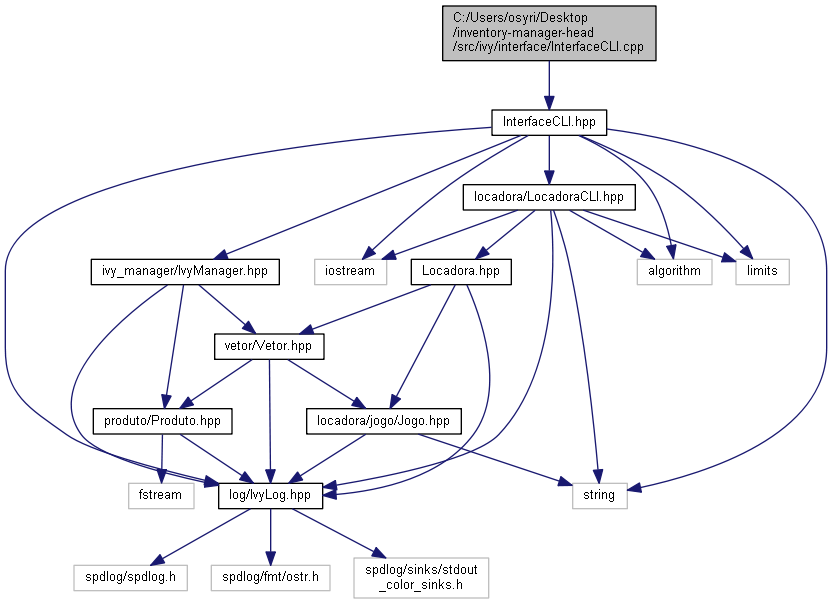 C:/Users/osyri/Desktop
/inventory-manager-head
/src/ivy/interface/InterfaceCLI.cpp
InterfaceCLI.hpp
locadora/LocadoraCLI.hpp
ivy_manager/IvyManager.hpp
iostream
Locadora.hpp
algorithm
limits
vetor/Vetor.hpp
produto/Produto.hpp
locadora/jogo/Jogo.hpp
fstream
log/IvyLog.hpp
string
spdlog/spdlog.h
spdlog/fmt/ostr.h
spdlog/sinks/stdout
_color_sinks.h